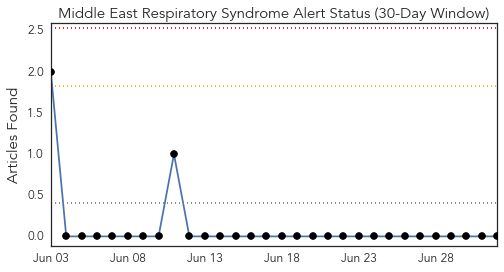 Middle East Respiratory Syndrome Alert Status (30-Day Window)
2.5
2.0
1.5
1.0
0.5
0.0
Articles Found
Jun 03 Jun 08 Jun 13 Jun 18 Jun 23 Jun 28